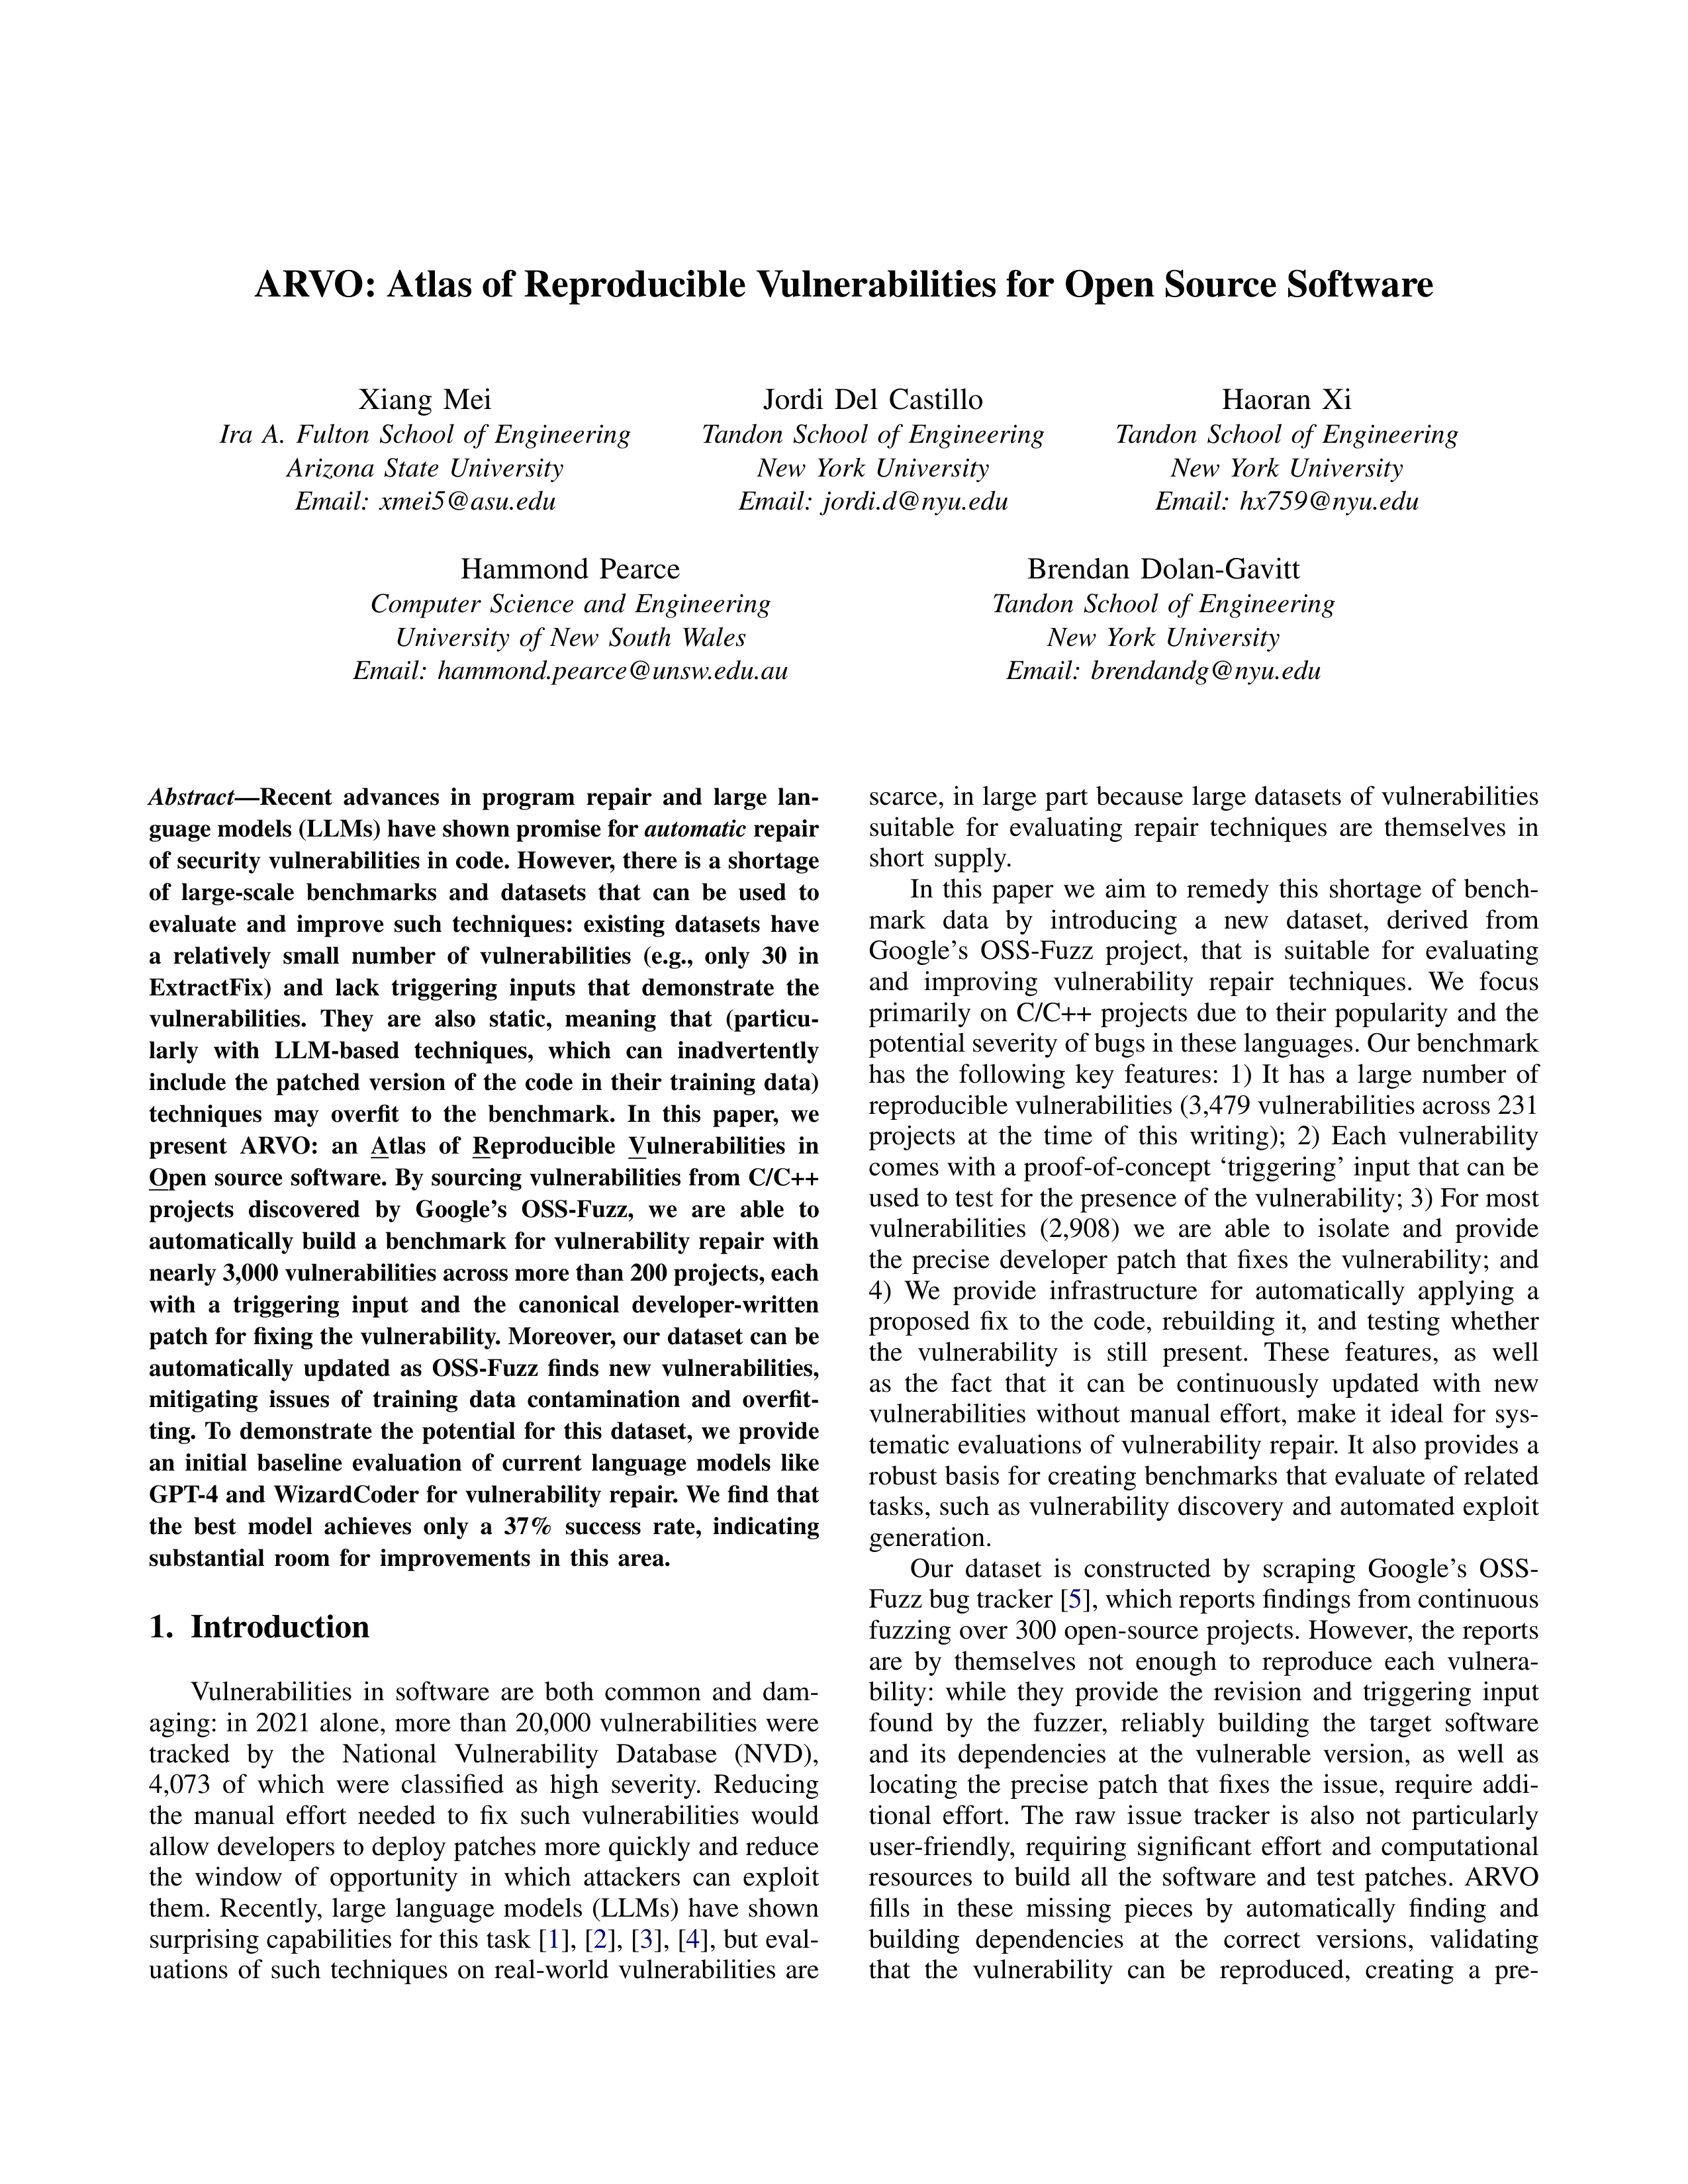 ARVO: Atlas of Reproducible Vulnerabilities for Open Source Software
Xiang Mei
Ira A. Fulton School of Engineering
Arizona State University
Email: xmei5@asu.edu
Jordi Del Castillo
Tandon School of Engineering
New York University
Email: jordi.d@nyu.edu
Haoran Xi
Tandon School of Engineering
New York University
Email: hx759@nyu.edu
Hammond Pearce
Computer Science and Engineering
University of New South Wales
Email: hammond.pearce@unsw.edu.au
Brendan Dolan-Gavitt
Tandon School of Engineering
New York University
Email: brendandg@nyu.edu
Abstract—Recent advances in program repair and large lan-
guage models (LLMs) have shown promise for automatic repair
of security vulnerabilities in code. However, there is a shortage
of large-scale benchmarks and datasets that can be used to
evaluate and improve such techniques: existing datasets have
a relatively small number of vulnerabilities (e.g., only 30 in
ExtractFix) and lack triggering inputs that demonstrate the
vulnerabilities. They are also static, meaning that (particu-
larly with LLM-based techniques, which can inadvertently
include the patched version of the code in their training data)
techniques may overfit to the benchmark. In this paper, we
present ARVO: an Atlas of Reproducible Vulnerabilities in
Open source software. By sourcing vulnerabilities from C/C++
projects discovered by Google's OSS-Fuzz, we are able to
automatically build a benchmark for vulnerability repair with
nearly 3,000 vulnerabilities across more than 200 projects, each
with a triggering input and the canonical developer-written
patch for fixing the vulnerability. Moreover, our dataset can be
automatically updated as OSS-Fuzz finds new vulnerabilities,
mitigating issues of training data contamination and overfit-
ting. To demonstrate the potential for this dataset, we provide
an initial baseline evaluation of current language models like
GPT-4 and WizardCoder for vulnerability repair. We find that
the best model achieves only a 37% success rate, indicating
substantial room for improvements in this area.
1. Introduction
Vulnerabilities in software are both common and dam-
aging: in 2021 alone, more than 20,000 vulnerabilities were
tracked by the National Vulnerability Database (NVD),
4,073 of which were classified as high severity. Reducing
the manual effort needed to fix such vulnerabilities would
allow developers to deploy patches more quickly and reduce
the window of opportunity in which attackers can exploit
them. Recently, large language models (LLMs) have shown
surprising capabilities for this task [1], [2], [3], [4], but eval-
uations of such techniques on real-world vulnerabilities are
scarce, in large part because large datasets of vulnerabilities
suitable for evaluating repair techniques are themselves in
short supply.
In this paper we aim to remedy this shortage of bench-
mark data by introducing a new dataset, derived from
Google's OSS-Fuzz project, that is suitable for evaluating
and improving vulnerability repair techniques. We focus
primarily on C/C++ projects due to their popularity and the
potential severity of bugs in these languages. Our benchmark
has the following key features: 1) It has a large number of
reproducible vulnerabilities (3,479 vulnerabilities across 231
projects at the time of this writing); 2) Each vulnerability
comes with a proof-of-concept ‘triggering’ input that can be
used to test for the presence of the vulnerability; 3) For most
vulnerabilities (2,908) we are able to isolate and provide
the precise developer patch that fixes the vulnerability; and
4) We provide infrastructure for automatically applying a
proposed fix to the code, rebuilding it, and testing whether
the vulnerability is still present. These features, as well
as the fact that it can be continuously updated with new
vulnerabilities without manual effort, make it ideal for sys-
tematic evaluations of vulnerability repair. It also provides a
robust basis for creating benchmarks that evaluate of related
tasks, such as vulnerability discovery and automated exploit
generation.
Our dataset is constructed by scraping Google's OSS-
Fuzz bug tracker [5], which reports findings from continuous
fuzzing over 300 open-source projects. However, the reports
are by themselves not enough to reproduce each vulnera-
bility: while they provide the revision and triggering input
found by the fuzzer, reliably building the target software
and its dependencies at the vulnerable version, as well as
locating the precise patch that fixes the issue, require addi-
tional effort. The raw issue tracker is also not particularly
user-friendly, requiring significant effort and computational
resources to build all the software and test patches. ARVO
fills in these missing pieces by automatically finding and
building dependencies at the correct versions, validating
that the vulnerability can be reproduced, creating a pre-